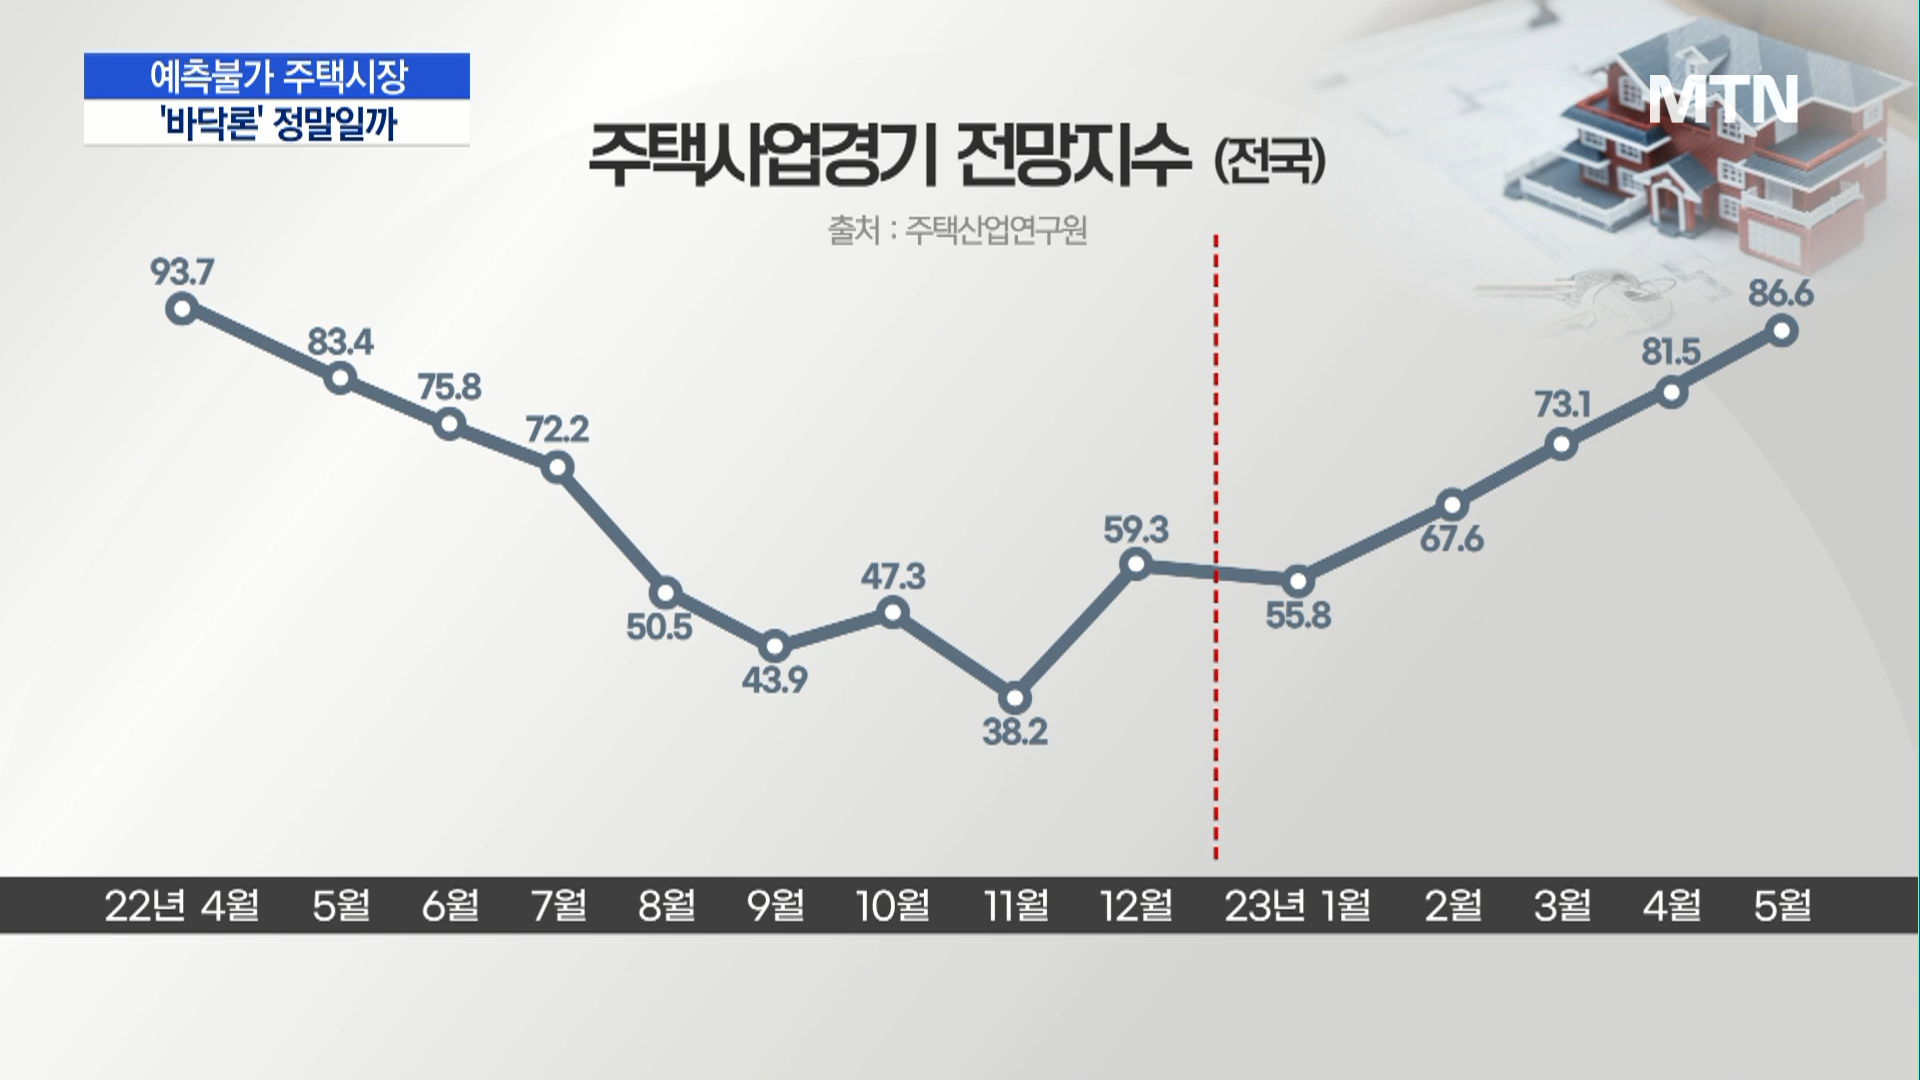 예측불가 주택시장
'바닥론' 정말일까
MTN
주택사업경기 전망지수 (전국)
출처 : 주택산업연구원
93.7
83.4
75.8
72.2
50.5
43.9
47.3
38.2
59.3
55.8
67.6
73.1
81.5
86.6
22년 4월 5월 6월 7월 8월 9월 10월 11월 12월 23년 1월 2월 3월 4월 5월